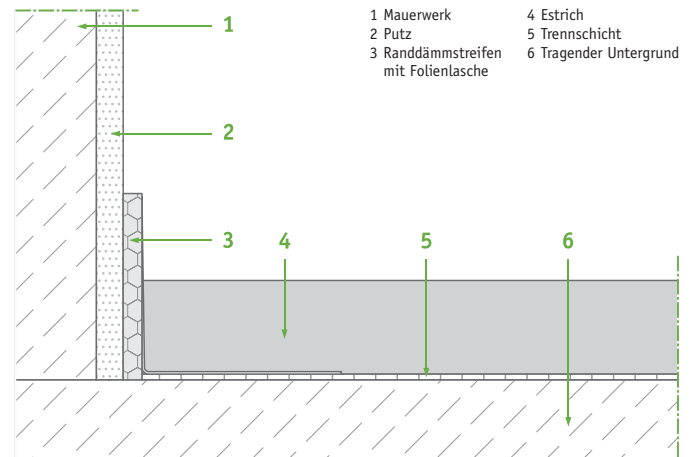 1 Mauerwerk
2 Putz
3 Randdämmstreifen
mit Folienlasche
4 Estrich
5 Trennschicht
6 Tragender Untergrund
1
2
3
4
5
6